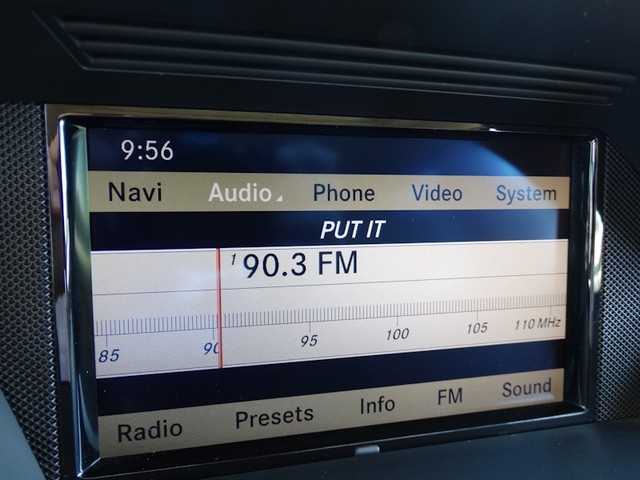 9:56
Navi Audio Phone Video System
PUT IT
1 90.3 FM
85 90 95 100 105 110 MHz
Radio Presets Info FM Sound